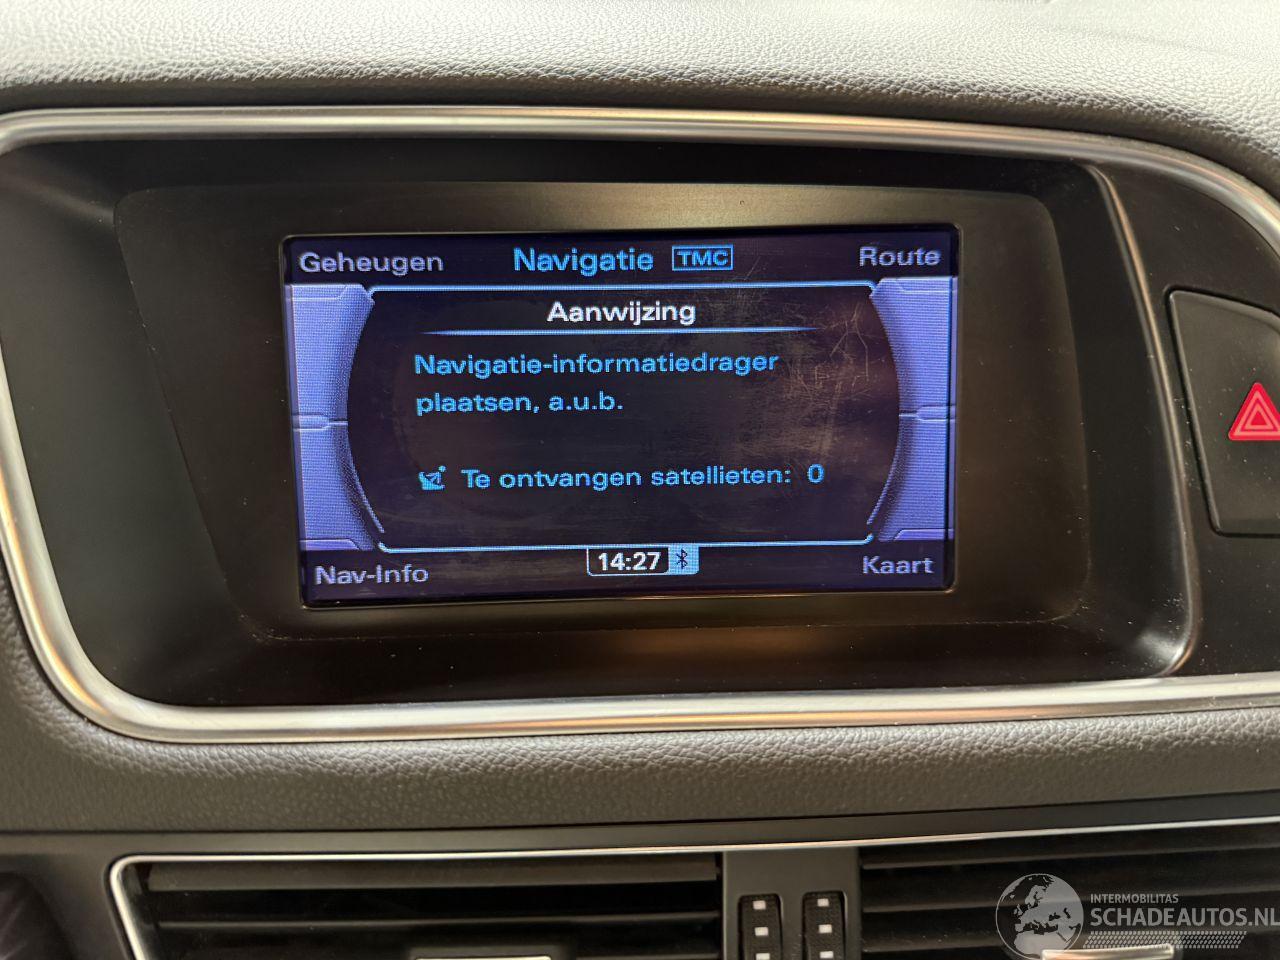 Geheugen
Navigatie TMC
Route
Aanwijzing
Navigatie-informatiedrager
plaatsen, a.u.b.
Te ontvangen satellieten: 0
Nav-Info
14:27
Kaart
INTERMOBILITAS
SCHADEAUTOS.NL